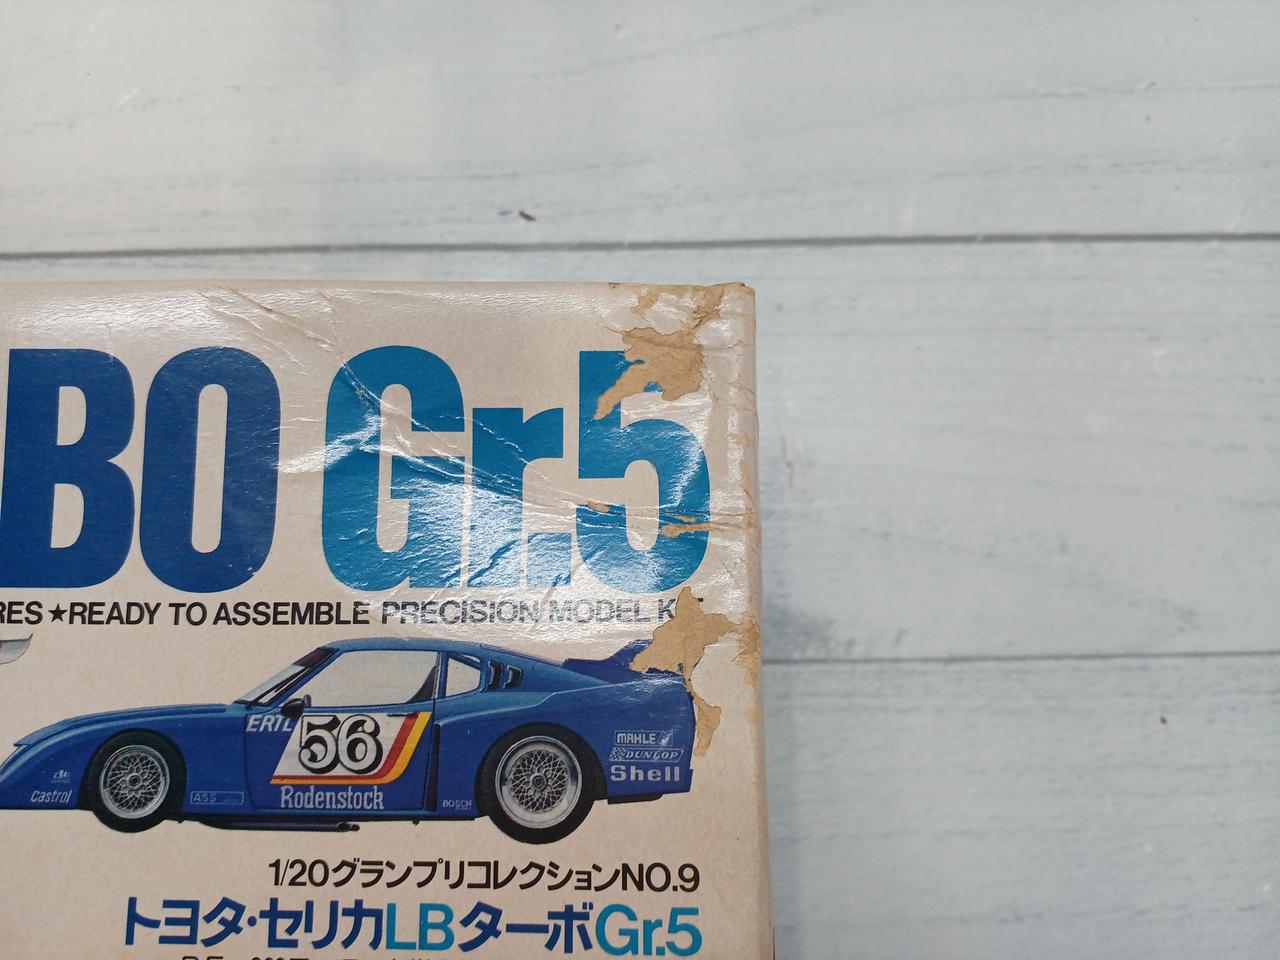 BO Gr.5
RES★READY TO ASSEMBLE PRECISION MODEL KIT
ERTL
56
Rodenstock
Castrol
ASS
BOSCH
MAHLE
DUNLOP
Shell
1/20グランプリコレクションNO.9
トヨタ・セリカLBターボGr.5